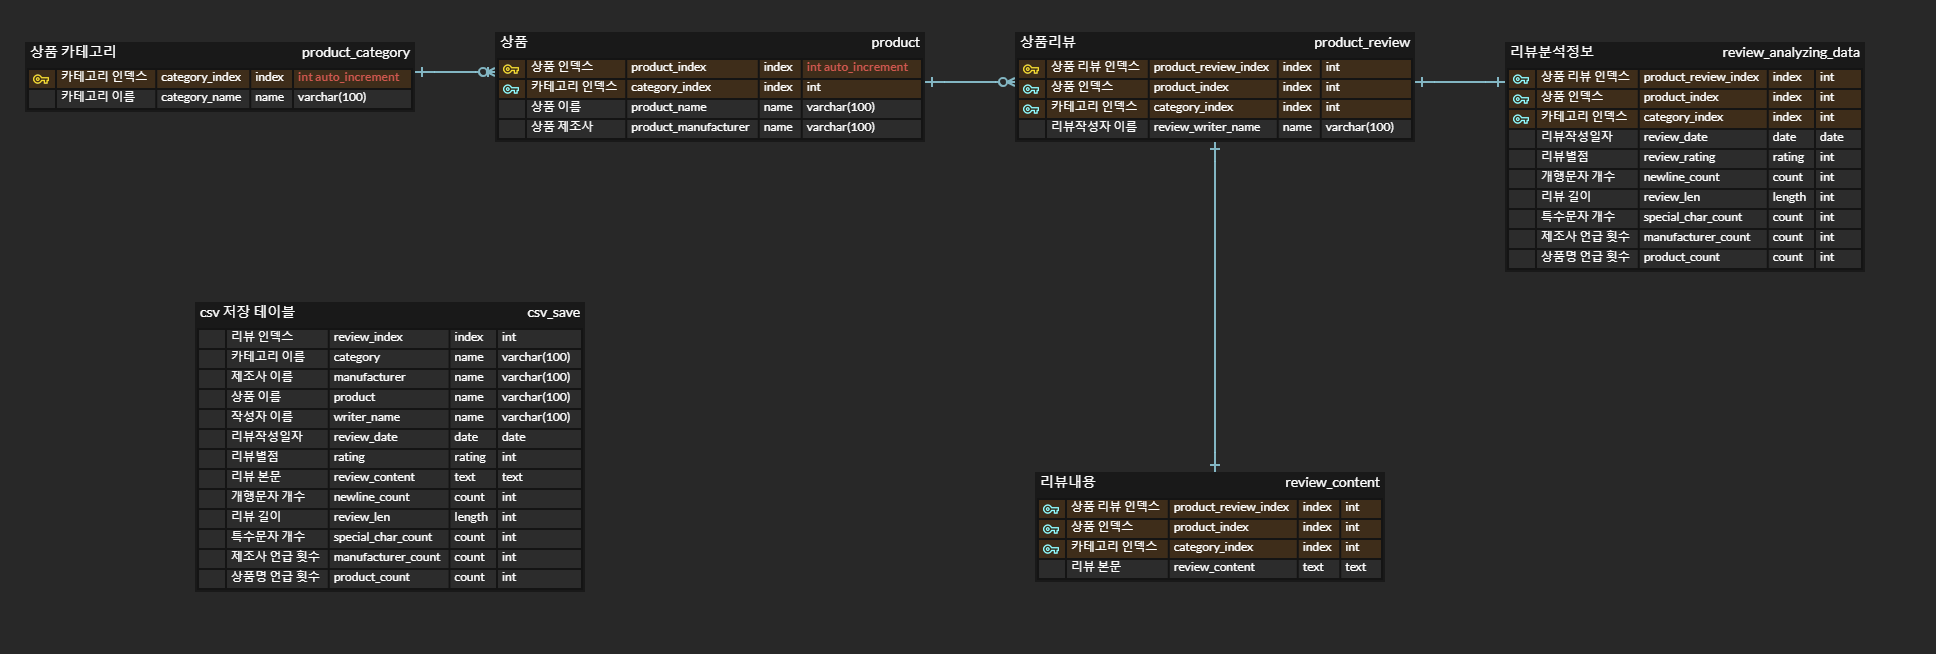 상품 카테고리 product_category
카테고리 인덱스 category_index index int auto_increment
카테고리 이름 category_name name varchar(100)
상품 product
상품 인덱스 product_index index int auto_increment
카테고리 인덱스 category_index index int
상품 이름 product_name name varchar(100)
상품 제조사 product_manufacturer name varchar(100)
상품리뷰 product_review
상품 리뷰 인덱스 product_review_index index int
상품 인덱스 product_index index int
카테고리 인덱스 category_index index int
리뷰작성자 이름 review_writer_name name varchar(100)
리뷰분석정보 review_analyzing_data
상품 리뷰 인덱스 product_review_index index int
상품 인덱스 product_index index int
카테고리 인덱스 category_index index int
리뷰작성일자 review_date date date
리뷰별점 review_rating rating int
개행문자 개수 newline_count count int
리뷰 길이 review_len length int
특수문자 개수 special_char_count count int
제조사 언급 횟수 manufacturer_count count int
상품명 언급 횟수 product_count count int
csv 저장 테이블 csv_save
리뷰 인덱스 review_index index int
카테고리 이름 category name varchar(100)
제조사 이름 manufacturer name varchar(100)
상품 이름 product name varchar(100)
작성자 이름 writer_name name varchar(100)
리뷰작성일자 review_date date date
리뷰별점 rating rating int
리뷰 본문 review_content text text
개행문자 개수 newline_count count int
리뷰 길이 review_len length int
특수문자 개수 special_char_count count int
제조사 언급 횟수 manufacturer_count count int
상품명 언급 횟수 product_count count int
리뷰내용 review_content
상품 리뷰 인덱스 product_review_index index int
상품 인덱스 product_index index int
카테고리 인덱스 category_index index int
리뷰 본문 review_content text text